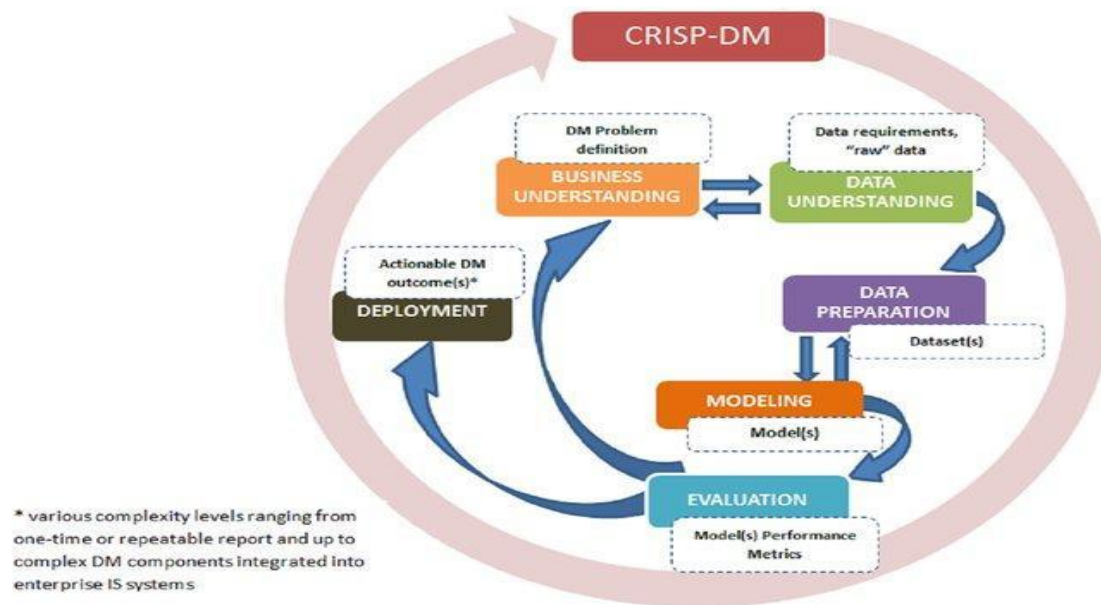 CRISP-DM
DM Problem
definition
BUSINESS
UNDERSTANDING
Data requirements,
“raw” data
DATA
UNDERSTANDING
Actionable DM
outcome(s)*
DEPLOYMENT
DATA
PREPARATION
Dataset(s)
MODELING
Model(s)
EVALUATION
Model(s) Performance
Metrics
* various complexity levels ranging from
one-time or repeatable report and up to
complex DM components integrated into
enterprise IS systems